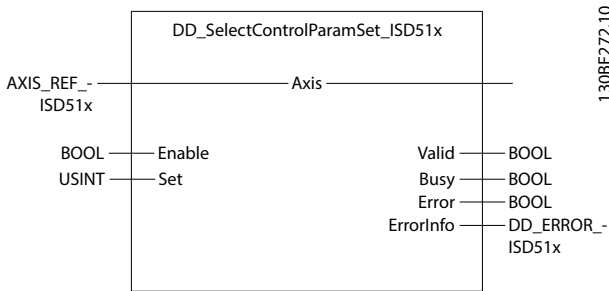 DD_SelectControlParamSet_ISD51x
130BE272.10
AXIS_REF_-
ISD51x
Axis
BOOL Enable Valid BOOL
USINT Set Busy BOOL
Error BOOL
ErrorInfo DD_ERROR_-
ISD51x